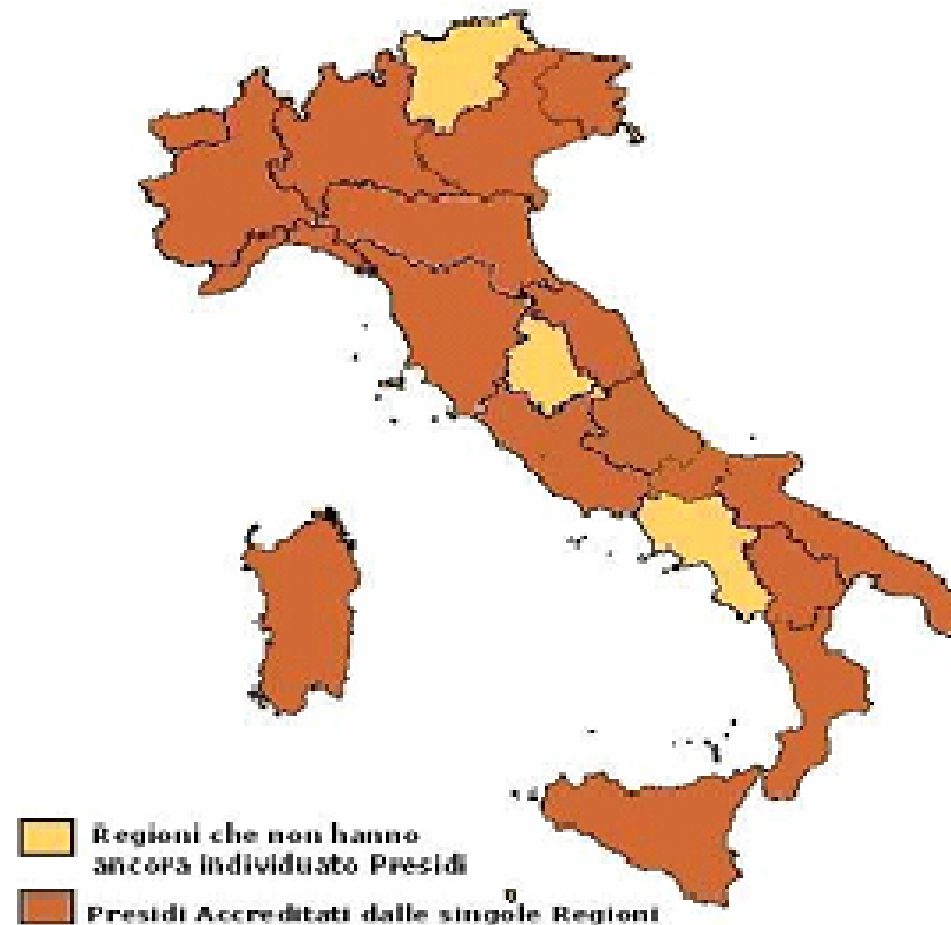 Regioni che non hanno
ancora individuato Presidi
Presidi Accreditati dalle singole Regioni